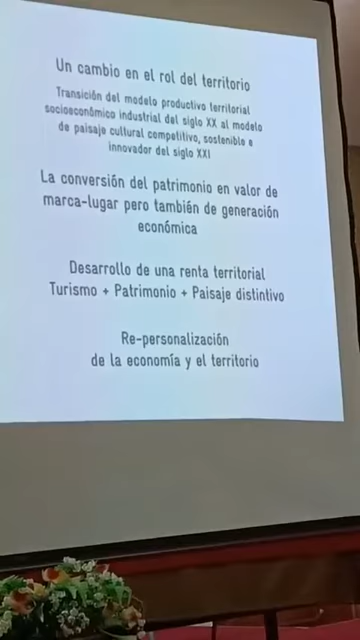 Un cambio en el rol del territorio
Transición del modelo productivo territorial
socioeconómico industrial del siglo XX al modelo
de paisaje cultural competitivo, sostenible e
innovador del siglo XXI
La conversión del patrimonio en valor de
marca-lugar pero también de generación
económica
Desarrollo de una renta territorial
Turismo + Patrimonio + Paisaje distintivo
Re-personalización
de la economía y el territorio